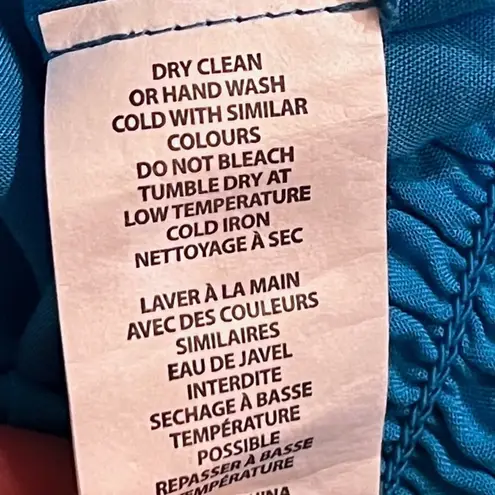 DRY CLEAN
OR HAND WASH
COLD WITH SIMILAR
COLOURS
DO NOT BLEACH
TUMBLE DRY AT
LOW TEMPERATURE
COLD IRON
NETTOYAGE À SEC
LAVER À LA MAIN
AVEC DES COULEURS
SIMILAIRES
EAU DE JAVEL
INTERDITE
SECHAGE À BASSE
TEMPÉRATURE
POSSIBLE
REPASSER À BASSE
TEMPÉRATURE